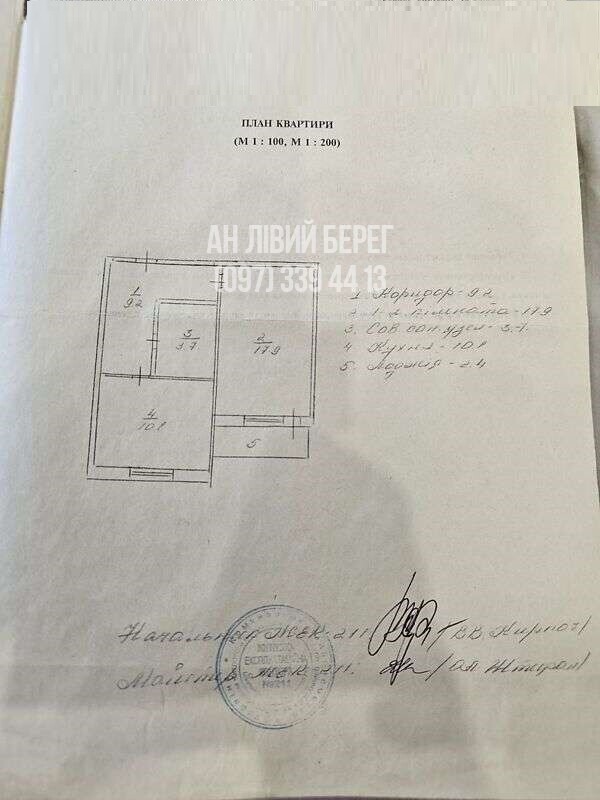 ПЛАН КВАРТИРИ
(М 1 : 100, М 1 : 200)
АН ЛІВИЙ БЕРЕГ
(097) 339 44 13
1
9.2
3
3.7
2
17.9
4
10.1
5
1. Коридор - 9.2
2. 1-а кімната - 17.9
3. Сов. сан. узел - 3.7
4. Кухня - 10.1
5. Лоджия - 2.4
Начальник ЖЕК-211
Майстер ЖЕК-211:
№211